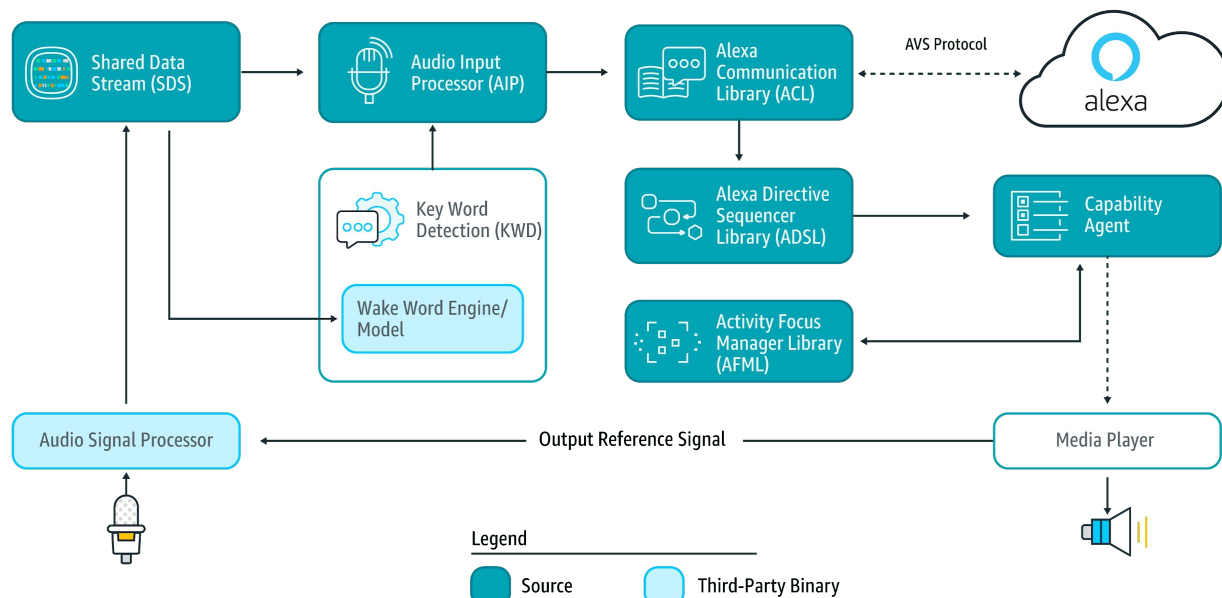 Shared Data
Stream (SDS)
Audio Input
Processor (AIP)
Alexa
Communication
Library (ACL)
AVS Protocol
alexa
Key Word
Detection (KWD)
Wake Word Engine/
Model
Alexa Directive
Sequencer
Library (ADSL)
Capability
Agent
Activity Focus
Manager Library
(AFML)
Audio Signal Processor
Output Reference Signal
Media Player
Legend
Source
Third-Party Binary